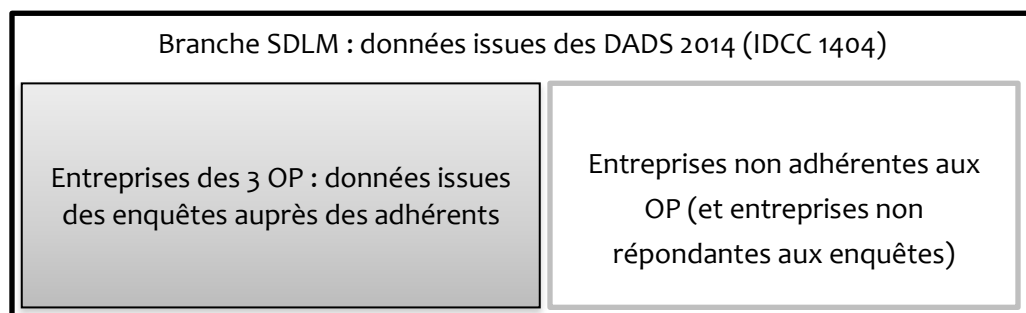 Branche SDLM : données issues des DADS 2014 (IDCC 1404)
Entreprises des 3 OP : données issues
des enquêtes auprès des adhérents
Entreprises non adhérentes aux
OP (et entreprises non
répondantes aux enquêtes)